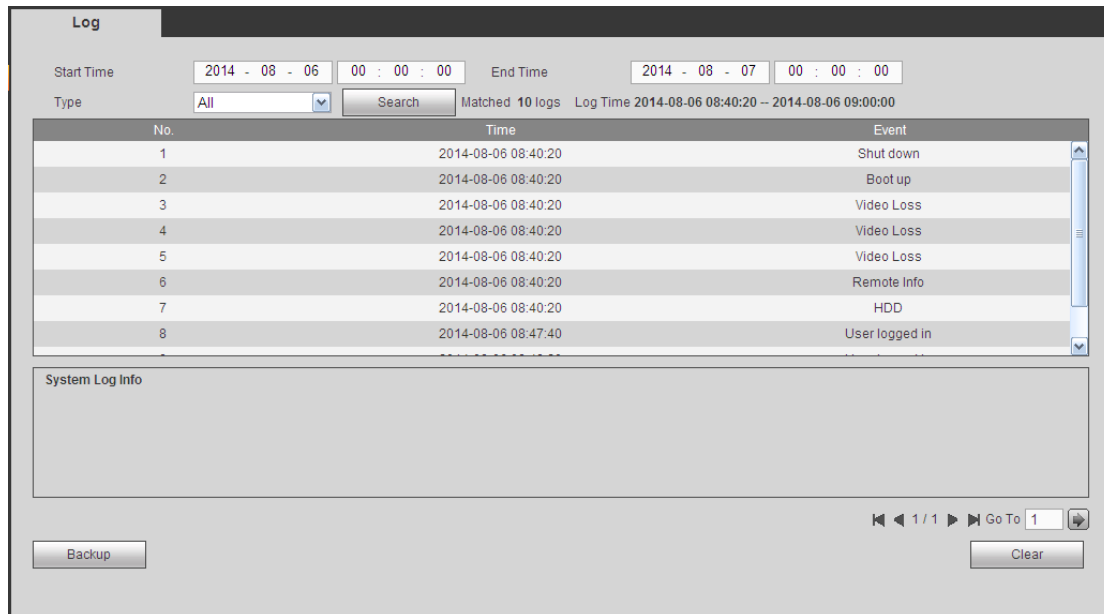 Log
Start Time 2014 - 08 - 06 00 : 00 : 00 End Time 2014 - 08 - 07 00 : 00 : 00
Type All Search Matched 10 logs Log Time 2014-08-06 08:40:20 -- 2014-08-06 09:00:00
No. Time Event
1 2014-08-06 08:40:20 Shut down
2 2014-08-06 08:40:20 Boot up
3 2014-08-06 08:40:20 Video Loss
4 2014-08-06 08:40:20 Video Loss
5 2014-08-06 08:40:20 Video Loss
6 2014-08-06 08:40:20 Remote Info
7 2014-08-06 08:40:20 HDD
8 2014-08-06 08:47:40 User logged in
System Log Info
1 / 1 Go To 1
Backup Clear